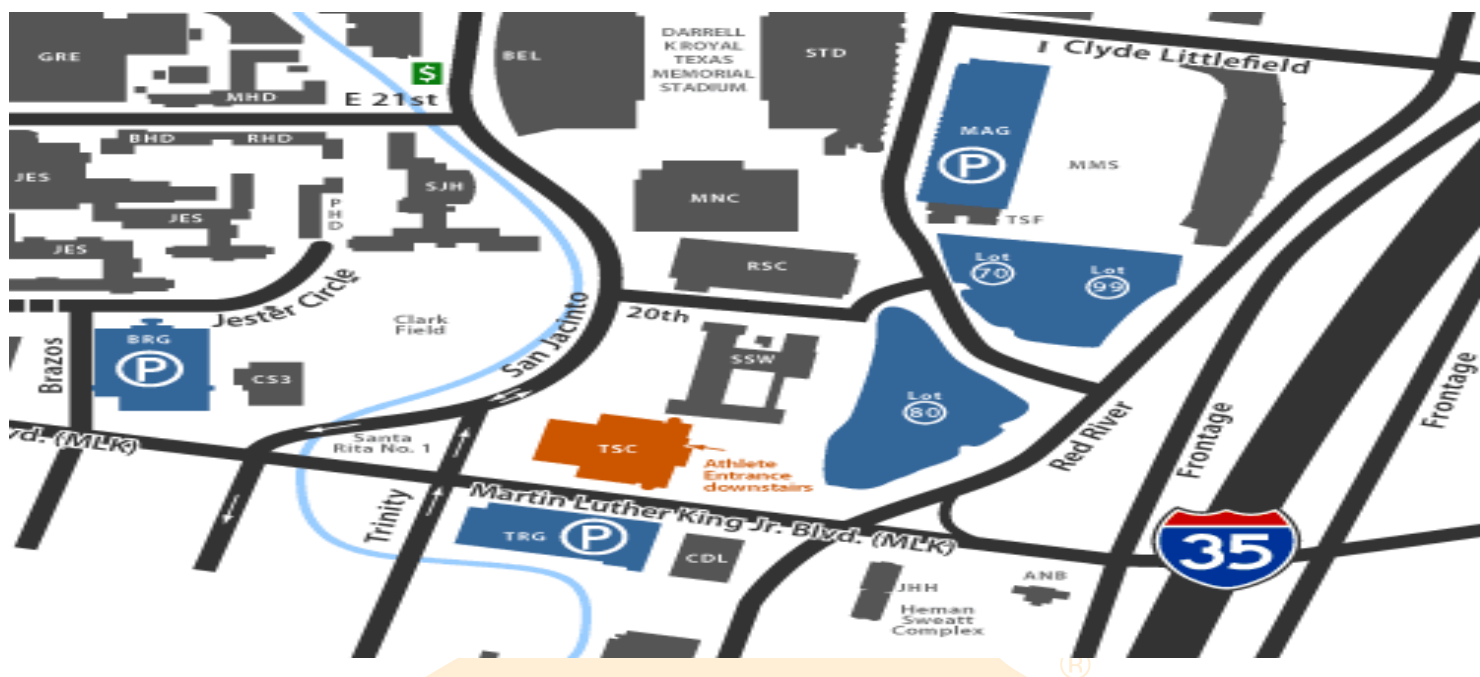 GRE
$
BEL
DARRELL
K ROYAL
TEXAS
MEMORIAL
STADIUM
STD
I Clyde Littlefield
MHD
E 21st
BHD
RHD
MAG
P
MMS
JES
SJH
PHD
MNC
JES
TSF
JES
RSC
Lot
70
Lot
99
Jester Circle
Clark
Field
San Jacinto
20th
Brazos
BRG
P
CS3
SSW
Lot
80
Red River
Frontage
Frontage
vd. (MLK)
Santa
Rita No. 1
TSC
Athlete
Entrance
downstairs
Trinity
Martin Luther King Jr. Blvd. (MLK)
TRG
P
CDL
35
JHH
Heman
Sweatt
Complex
ANB
®